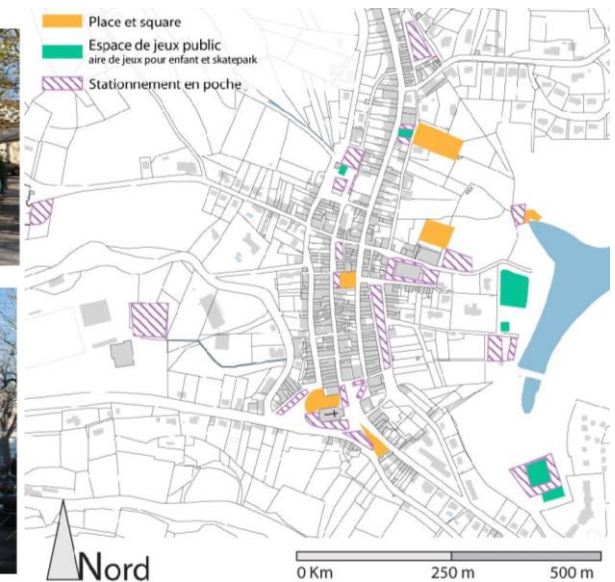 Place et square
Espace de jeux public
aire de jeux pour enfant et skatepark
Stationnement en poche
Nord
0 Km 250 m 500 m